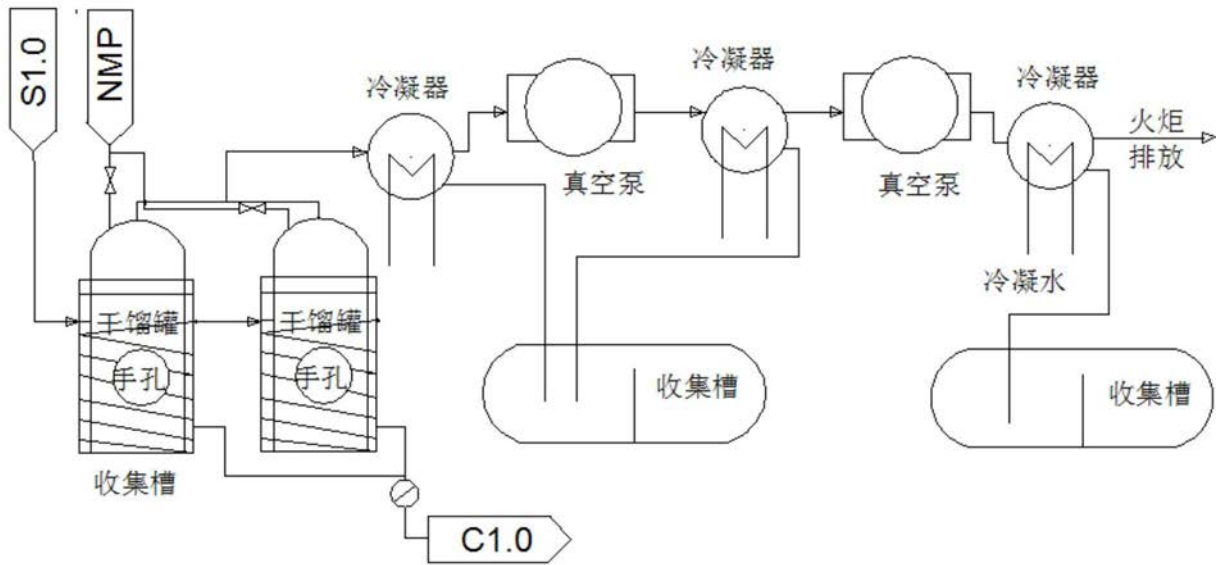 S1.0
NMP
冷凝器
真空泵
冷凝器
真空泵
冷凝器
火炬
排放
干馏罐
手孔
干馏罐
手孔
收集槽
冷凝水
收集槽
收集槽
C1.0